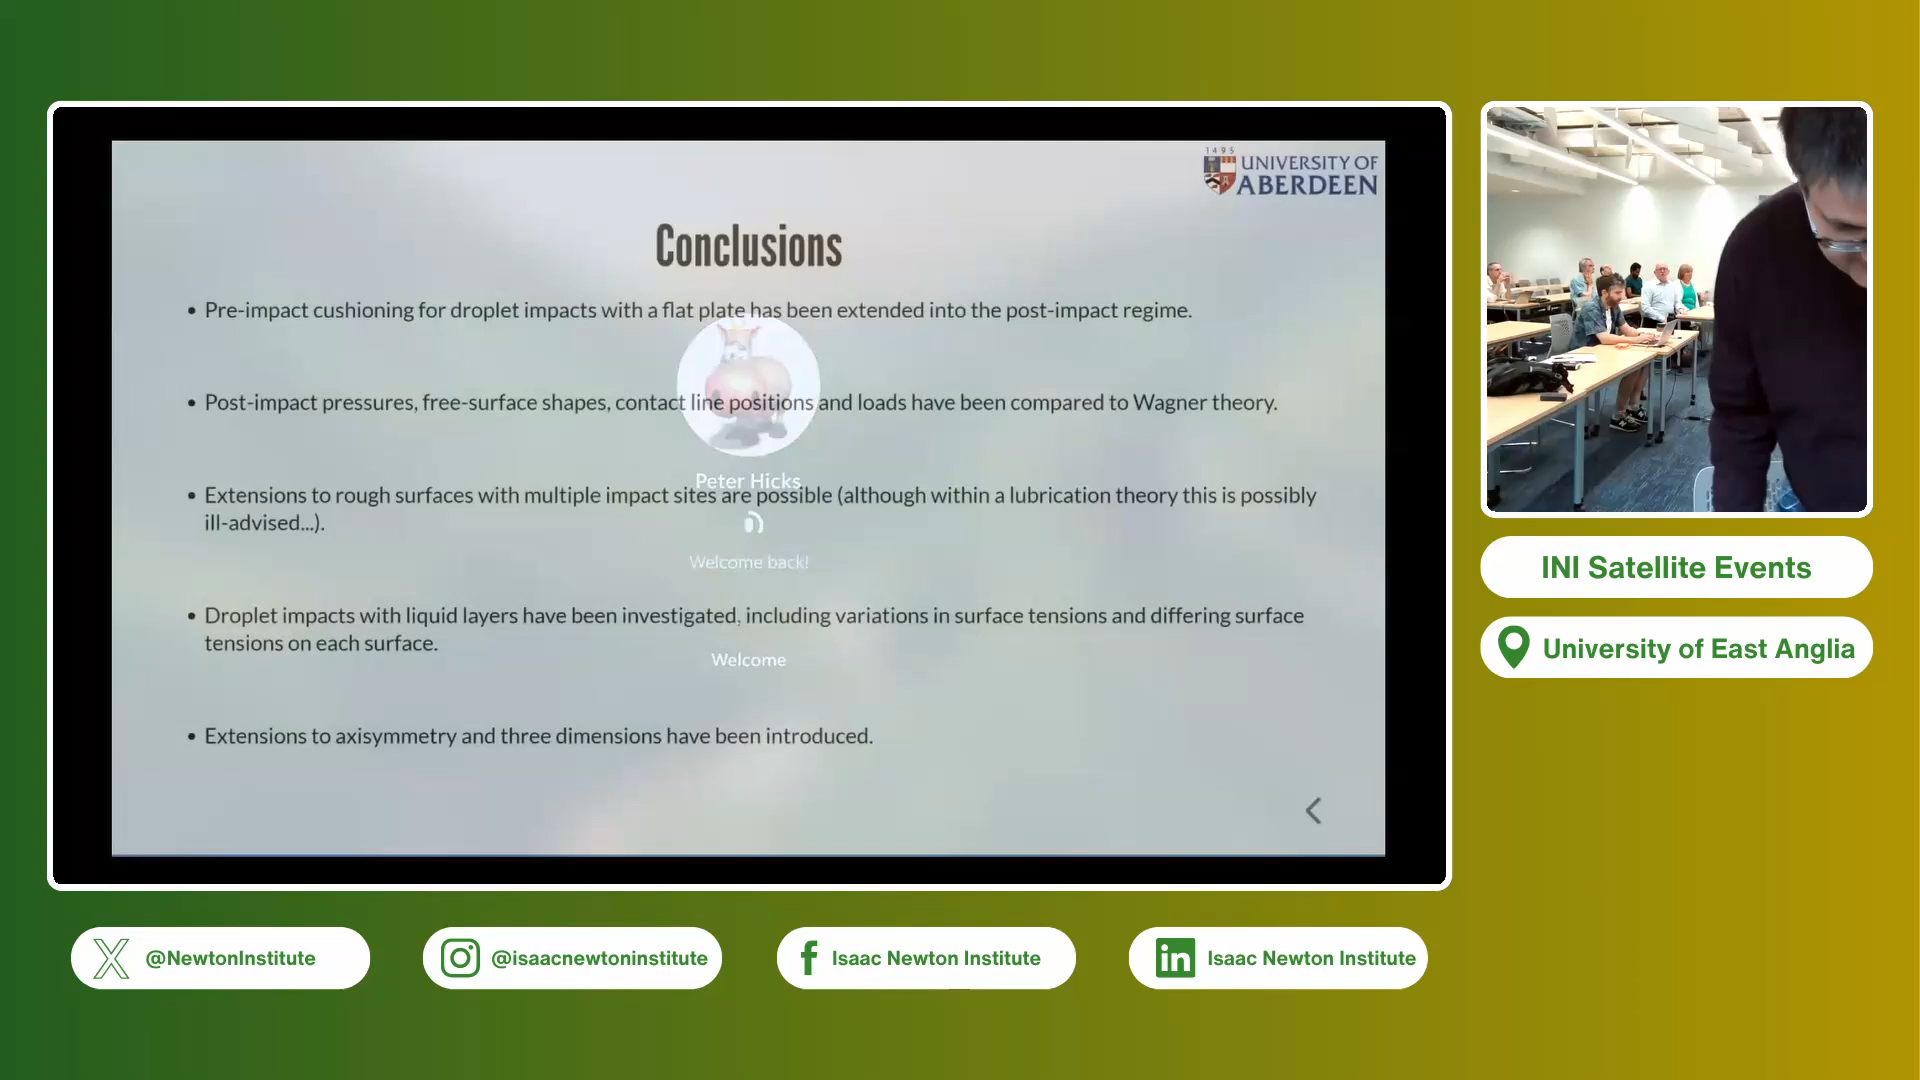 1495
UNIVERSITY OF
ABERDEEN
Conclusions
• Pre-impact cushioning for droplet impacts with a flat plate has been extended into the post-impact regime.
• Post-impact pressures, free-surface shapes, contact line positions and loads have been compared to Wagner theory.
Peter Hicks
• Extensions to rough surfaces with multiple impact sites are possible (although within a lubrication theory this is possibly
ill-advised...).
Welcome back!
• Droplet impacts with liquid layers have been investigated, including variations in surface tensions and differing surface
tensions on each surface.
Welcome
• Extensions to axisymmetry and three dimensions have been introduced.
INI Satellite Events
University of East Anglia
@NewtonInstitute
@isaacnewtoninstitute
Isaac Newton Institute
in
Isaac Newton Institute